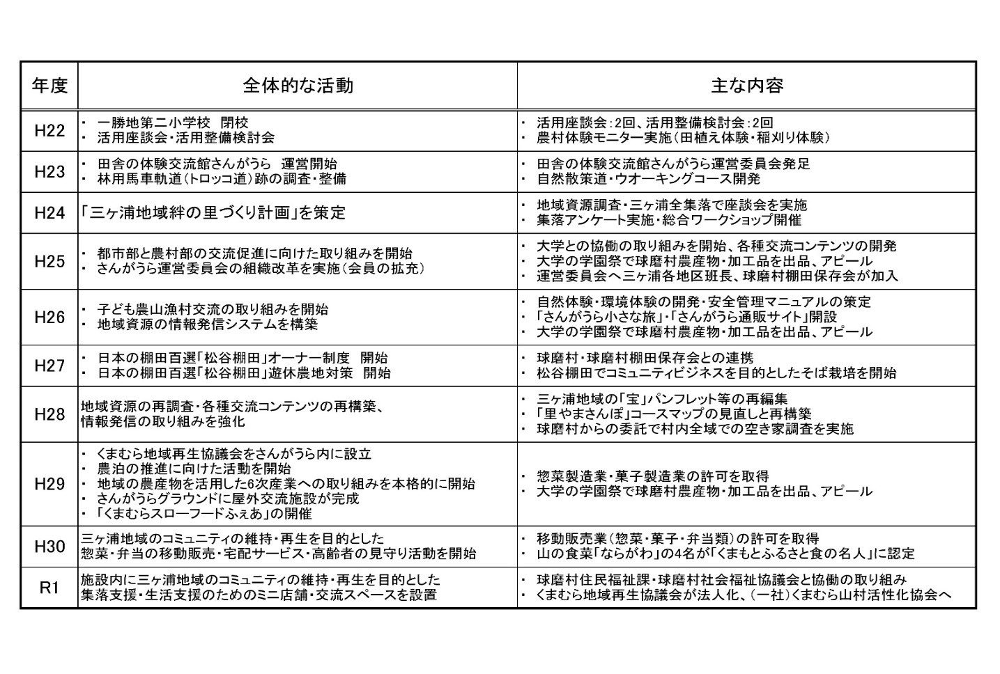 年度 全体的な活動 主な内容
H22
・ 一勝地第二小学校　閉校
・ 活用座談会・活用整備検討会
・ 活用座談会：2回、活用整備検討会：2回
・ 農村体験モニター実施（田植え体験・稲刈り体験）
H23
・ 田舎の体験交流館さんがうら　運営開始
・ 林用馬車軌道（トロッコ道）跡の調査・整備
・ 田舎の体験交流館さんがうら運営委員会発足
・ 自然散策道・ウオーキングコース開発
H24
「三ヶ浦地域絆の里づくり計画」を策定
・ 地域資源調査・三ヶ浦全集落で座談会を実施
・ 集落アンケート実施・総合ワークショップ開催
H25
・ 都市部と農村部の交流促進に向けた取り組みを開始
・ さんがうら運営委員会の組織改革を実施（会員の拡充）
・ 大学との協働の取り組みを開始、各種交流コンテンツの開発
・ 大学の学園祭で球磨村農産物・加工品を出品、アピール
・ 運営委員会へ三ヶ浦各地区班長、球磨村棚田保存会が加入
H26
・ 子ども農山漁村交流の取り組みを開始
・ 地域資源の情報発信システムを構築
・ 自然体験・環境体験の開発・安全管理マニュアルの策定
・ 「さんがうら小さな旅」・「さんがうら通販サイト」開設
・ 大学の学園祭で球磨村農産物・加工品を出品、アピール
H27
・ 日本の棚田百選「松谷棚田」オーナー制度　開始
・ 日本の棚田百選「松谷棚田」遊休農地対策　開始
・ 球磨村・球磨村棚田保存会との連携
・ 松谷棚田でコミュニティビジネスを目的としたそば栽培を開始
H28
地域資源の再調査・各種交流コンテンツの再構築、
情報発信の取り組みを強化
・ 三ヶ浦地域の「宝」パンフレット等の再編集
・ 「里やまさんぽ」コースマップの見直しと再構築
・ 球磨村からの委託で村内全域での空き家調査を実施
H29
・ くまむら地域再生協議会をさんがうら内に設立
・ 農泊の推進に向けた活動を開始
・ 地域の農産物を活用した6次産業への取り組みを本格的に開始
・ さんがうらグラウンドに屋外交流施設が完成
・ 「くまむらスローフードふぇあ」の開催
・ 惣菜製造業・菓子製造業の許可を取得
・ 大学の学園祭で球磨村農産物・加工品を出品、アピール
H30
三ヶ浦地域のコミュニティの維持・再生を目的とした
惣菜・弁当の移動販売・宅配サービス・高齢者の見守り活動を開始
・ 移動販売業（惣菜・菓子・弁当類）の許可を取得
・ 山の食菜「ならがわ」の4名が「くまもとふるさと食の名人」に認定
R1
施設内に三ヶ浦地域のコミュニティの維持・再生を目的とした
集落支援・生活支援のためのミニ店舗・交流スペースを設置
・ 球磨村住民福祉課・球磨村社会福祉協議会と協働の取り組み
・ くまむら地域再生協議会が法人化、（一社）くまむら山村活性化協会へ